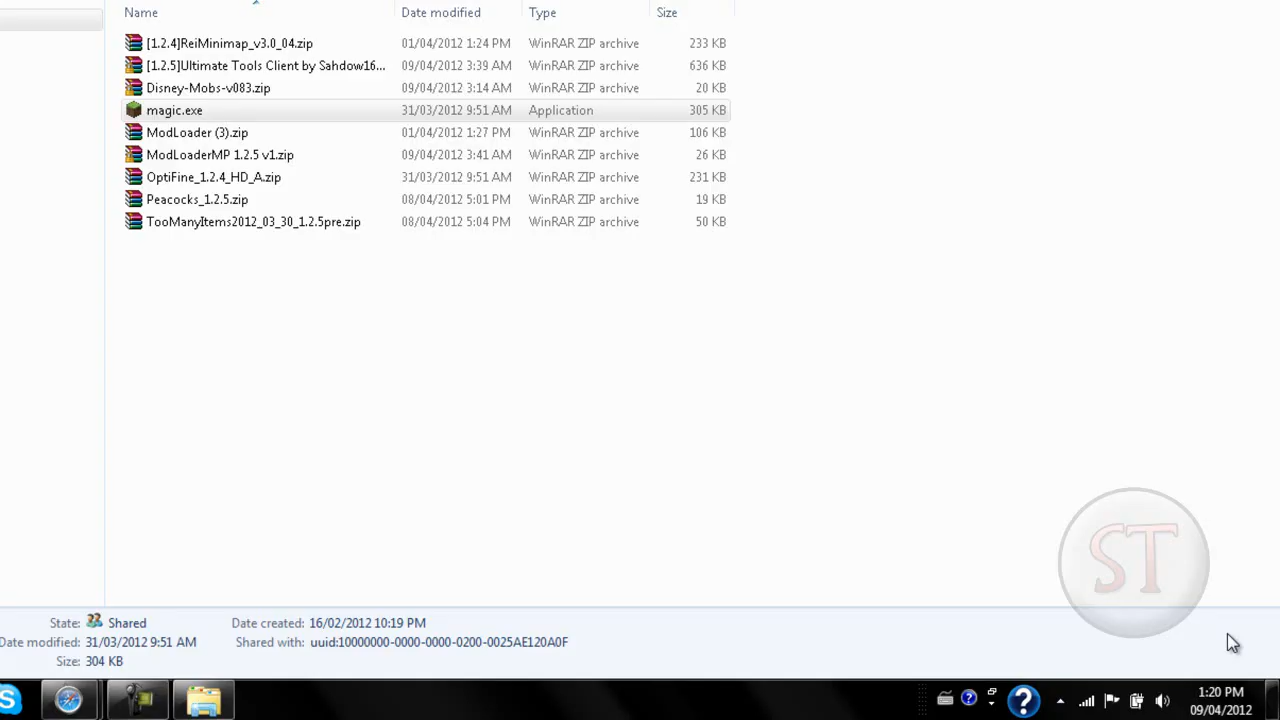 Name Date modified Type Size
[1.2.4]ReiMinimap_v3.0_04.zip 01/04/2012 1:24 PM WinRAR ZIP archive 233 KB
[1.2.5]Ultimate Tools Client by Sahdow16... 09/04/2012 3:39 AM WinRAR ZIP archive 636 KB
Disney-Mobs-v083.zip 09/04/2012 3:14 AM WinRAR ZIP archive 20 KB
magic.exe 31/03/2012 9:51 AM Application 305 KB
ModLoader (3).zip 01/04/2012 1:27 PM WinRAR ZIP archive 106 KB
ModLoaderMP 1.2.5 v1.zip 09/04/2012 3:41 AM WinRAR ZIP archive 26 KB
OptiFine_1.2.4_HD_A.zip 31/03/2012 9:51 AM WinRAR ZIP archive 231 KB
Peacocks_1.2.5.zip 08/04/2012 5:01 PM WinRAR ZIP archive 19 KB
TooManyItems2012_03_30_1.2.5pre.zip 08/04/2012 5:04 PM WinRAR ZIP archive 50 KB
ST
State: Shared Date created: 16/02/2012 10:19 PM
Date modified: 31/03/2012 9:51 AM Shared with: uuid:10000000-0000-0000-0200-0025AE120A0F
Size: 304 KB
1:20 PM
09/04/2012